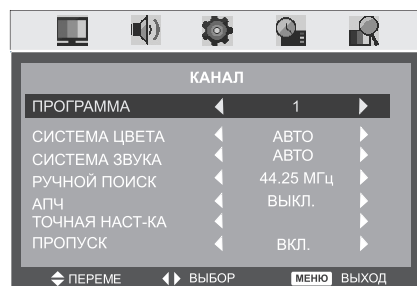 КАНАЛ
ПРОГРАММА 1
СИСТЕМА ЦВЕТА АВТО
СИСТЕМА ЗВУКА АВТО
РУЧНОЙ ПОИСК 44.25 МГц
АПЧ ВЫКЛ.
ТОЧНАЯ НАСТ-КА
ПРОПУСК ВКЛ.
ПЕРЕМЕ ВЫБОР МЕНЮ ВЫХОД